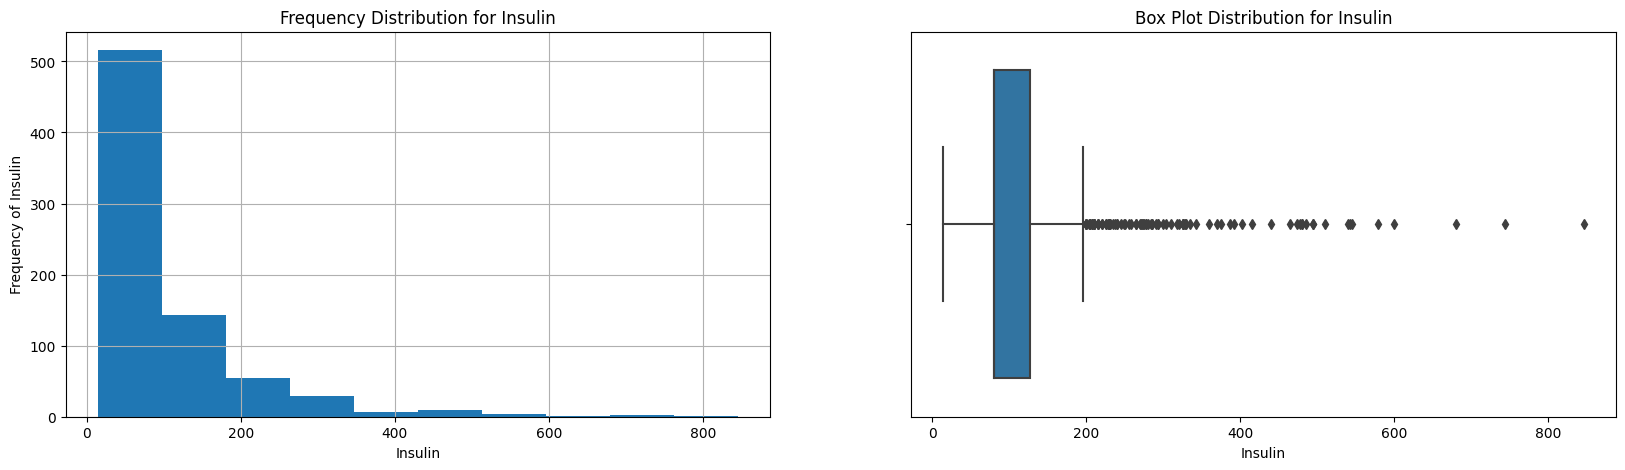 Frequency Distribution for Insulin
500
400
300
200
100
0
Frequency of Insulin
0 200 400 600 800
Insulin
Box Plot Distribution for Insulin
0 200 400 600 800
Insulin